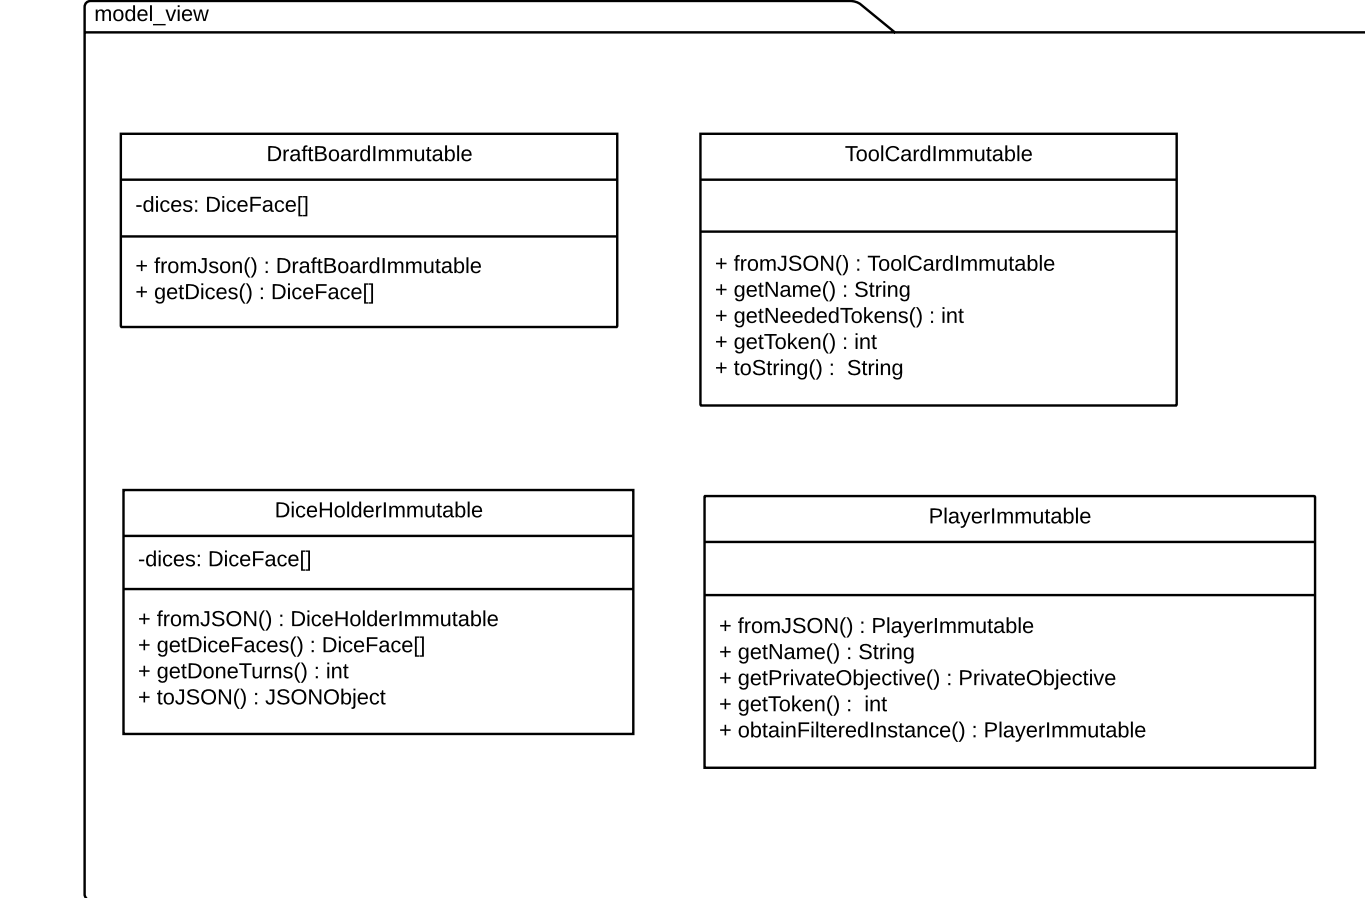 model_view
DraftBoardImmutable
-dices: DiceFace[]
+ fromJson() : DraftBoardImmutable
+ getDices() : DiceFace[]
ToolCardImmutable
+ fromJSON() : ToolCardImmutable
+ getName() : String
+ getNeededTokens() : int
+ getToken() : int
+ toString() :  String
DiceHolderImmutable
-dices: DiceFace[]
+ fromJSON() : DiceHolderImmutable
+ getDiceFaces() : DiceFace[]
+ getDoneTurns() : int
+ toJSON() : JSONObject
PlayerImmutable
+ fromJSON() : PlayerImmutable
+ getName() : String
+ getPrivateObjective() : PrivateObjective
+ getToken() :  int
+ obtainFilteredInstance() : PlayerImmutable